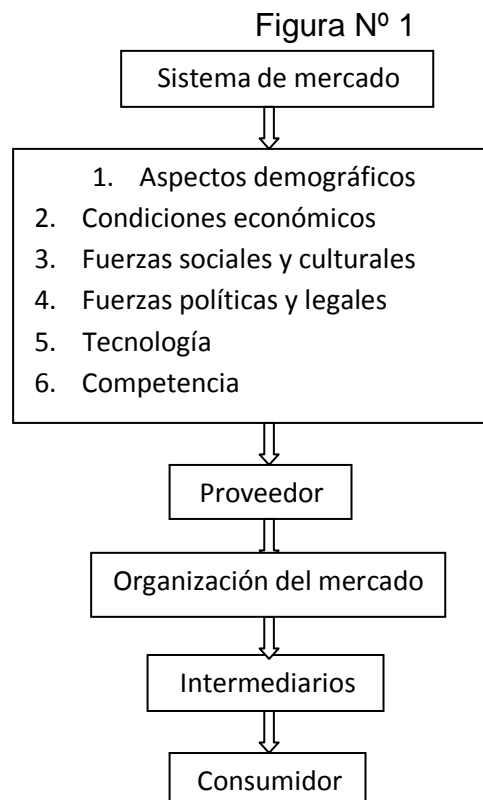 Figura Nº 1
Sistema de mercado
1. Aspectos demográficos
2. Condiciones económicos
3. Fuerzas sociales y culturales
4. Fuerzas políticas y legales
5. Tecnología
6. Competencia
Proveedor
Organización del mercado
Intermediarios
Consumidor